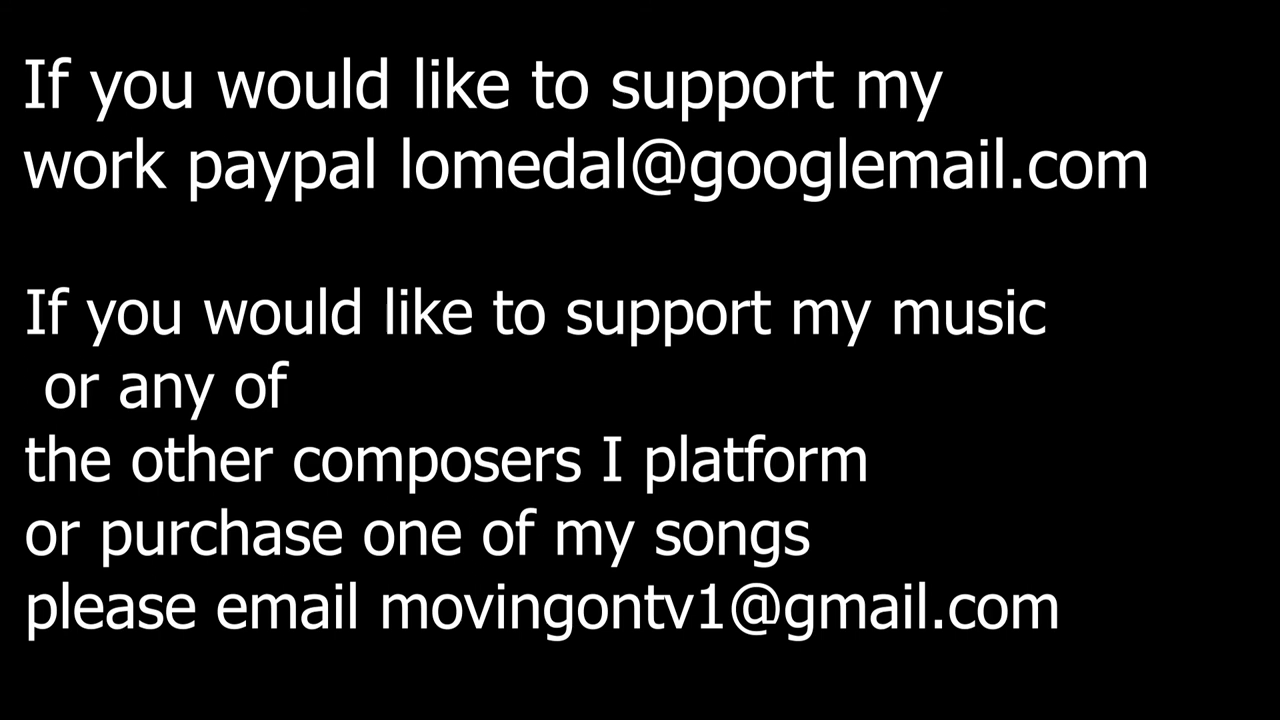 If you would like to support my
work paypal lomedal@googlemail.com
If you would like to support my music
or any of
the other composers I platform
or purchase one of my songs
please email movingontv1@gmail.com